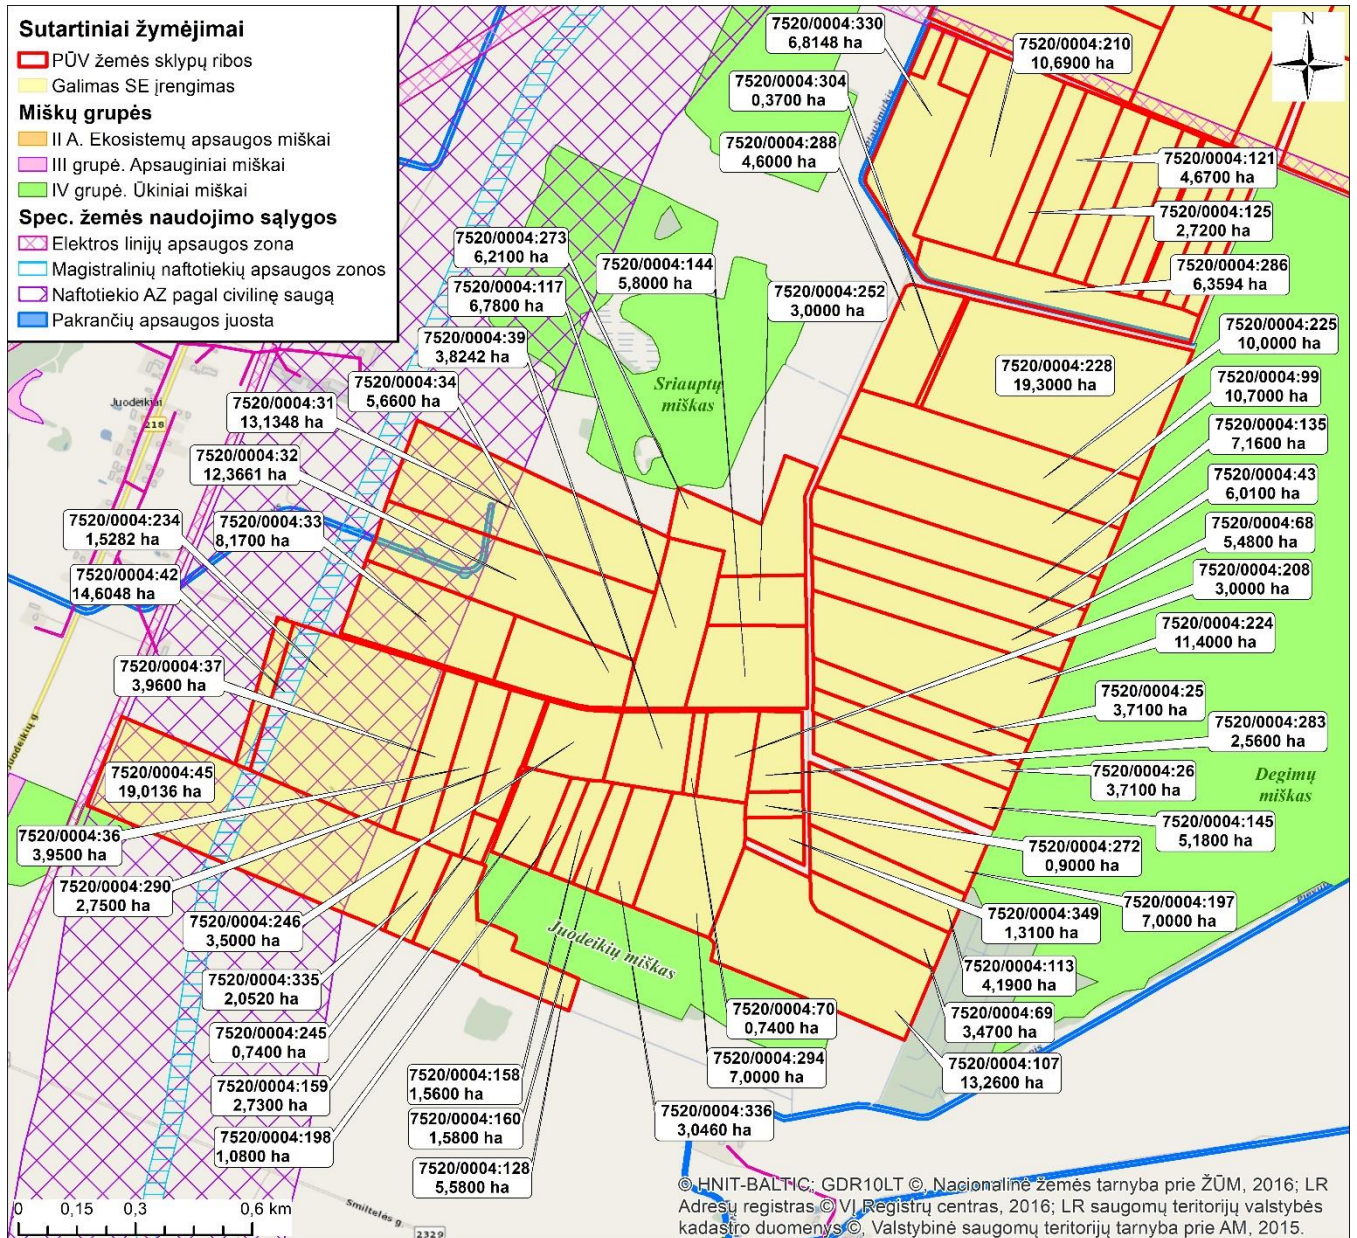 Sutartiniai žymėjimai
PŪV žemės sklypų ribos
Galimas SE įrengimas
Miškų grupės
II A. Ekosistemų apsaugos miškai
III grupė. Apsauginiai miškai
IV grupė. Ūkiniai miškai
Spec. žemės naudojimo sąlygos
Elektros linijų apsaugos zona
Magistralinių naftotiekių apsaugos zonos
Naftotiekio AZ pagal civilinę saugą
Pakrančių apsaugos juosta
N
7520/0004:330
6,8148 ha
7520/0004:210
10,6900 ha
7520/0004:304
0,3700 ha
7520/0004:288
4,6000 ha
7520/0004:121
4,6700 ha
7520/0004:125
2,7200 ha
7520/0004:286
6,3594 ha
7520/0004:273
6,2100 ha
7520/0004:144
5,8000 ha
7520/0004:117
6,7800 ha
7520/0004:252
3,0000 ha
7520/0004:39
3,8242 ha
7520/0004:225
10,0000 ha
7520/0004:228
19,3000 ha
7520/0004:34
5,6600 ha
7520/0004:99
10,7000 ha
7520/0004:31
13,1348 ha
7520/0004:135
7,1600 ha
7520/0004:32
12,3661 ha
7520/0004:43
6,0100 ha
7520/0004:234
1,5282 ha
7520/0004:33
8,1700 ha
7520/0004:68
5,4800 ha
7520/0004:42
14,6048 ha
7520/0004:208
3,0000 ha
7520/0004:224
11,4000 ha
7520/0004:37
3,9600 ha
7520/0004:25
3,7100 ha
7520/0004:283
2,5600 ha
7520/0004:45
19,0136 ha
7520/0004:26
3,7100 ha
7520/0004:145
5,1800 ha
7520/0004:36
3,9500 ha
7520/0004:272
0,9000 ha
7520/0004:290
2,7500 ha
7520/0004:197
7,0000 ha
7520/0004:246
3,5000 ha
7520/0004:349
1,3100 ha
7520/0004:113
4,1900 ha
7520/0004:335
2,0520 ha
7520/0004:70
0,7400 ha
7520/0004:69
3,4700 ha
7520/0004:245
0,7400 ha
7520/0004:294
7,0000 ha
7520/0004:107
13,2600 ha
7520/0004:158
1,5600 ha
7520/0004:159
2,7300 ha
7520/0004:160
1,5800 ha
7520/0004:336
3,0460 ha
7520/0004:198
1,0800 ha
7520/0004:128
5,5800 ha
Sriauptų
miškas
Degimų
miškas
Juodeikių miškas
Juodeikiai
218
Juodeikių g.
Smiltelės g.
2329
0 0,15 0,3 0,6 km
© HNIT-BALTIC; GDR10LT ©, Nacionalinė žemės tarnyba prie ŽŪM, 2016; LR
Adresų registras © VĮ Registrų centras, 2016; LR saugomų teritorijų valstybės
kadastro duomenys ©, Valstybinė saugomų teritorijų tarnyba prie AM, 2015.